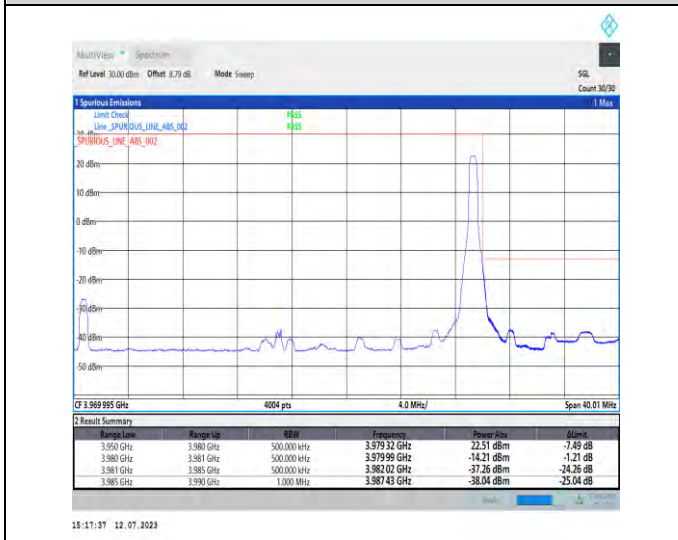 MultiView Spectrum
Ref Level 30.00 dBm Offset 8.79 dB Mode Sweep SGL
Count 30/30
1 Spurious Emissions 1 Max
Limit Check PASS
Line _SPURIOUS_LINE_ABS_002 PASS
_SPURIOUS_LINE_ABS_002
20 dBm
10 dBm
0 dBm
-10 dBm
-20 dBm
-30 dBm
-40 dBm
-50 dBm
CF 3.969 995 GHz 4004 pts 4.0 MHz/ Span 40.01 MHz
2 Result Summary
Range Low Range Up RBW Frequency Power Abs ΔLimit
3.950 GHz 3.980 GHz 500.000 kHz 3.979 32 GHz 22.51 dBm -7.49 dB
3.980 GHz 3.981 GHz 500.000 kHz 3.979 99 GHz -14.21 dBm -1.21 dB
3.981 GHz 3.985 GHz 500.000 kHz 3.982 02 GHz -37.26 dBm -24.26 dB
3.985 GHz 3.990 GHz 1.000 MHz 3.987 43 GHz -38.04 dBm -25.04 dB
15:17:37 12.07.2023